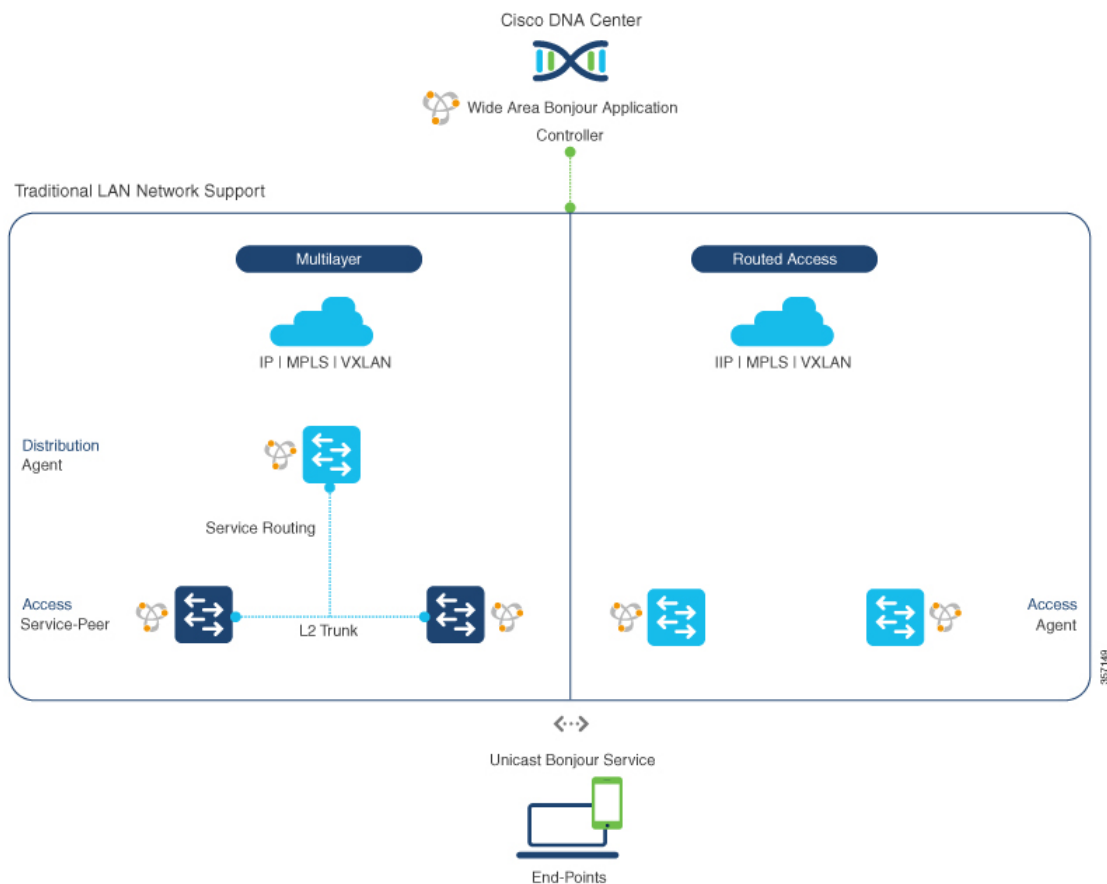 Cisco DNA Center
Wide Area Bonjour Application
Controller
Traditional LAN Network Support
Multilayer
Routed Access
IP | MPLS | VXLAN
IIP | MPLS | VXLAN
Distribution
Agent
Service Routing
Access
Service-Peer
L2 Trunk
Access
Agent
357149
Unicast Bonjour Service
End-Points